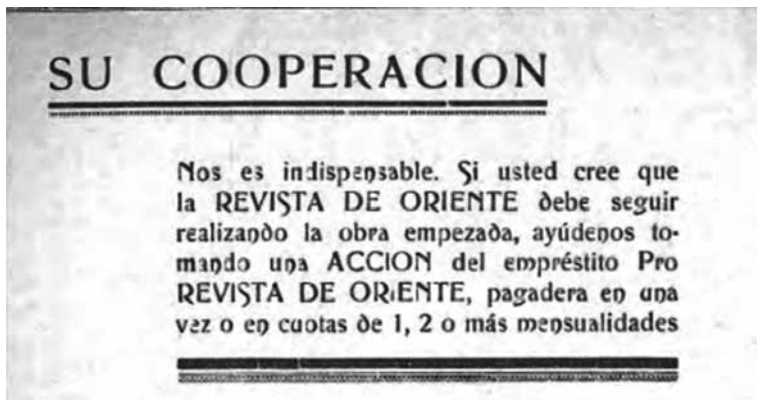 SU COOPERACION
Nos es indispensable. Si usted cree que
la REVISTA DE ORIENTE debe seguir
realizando la obra empezada, ayúdenos to-
mando una ACCION del empréstito Pro
REVISTA DE ORIENTE, pagadera en una
vez o en cuotas de 1, 2 o más mensualidades